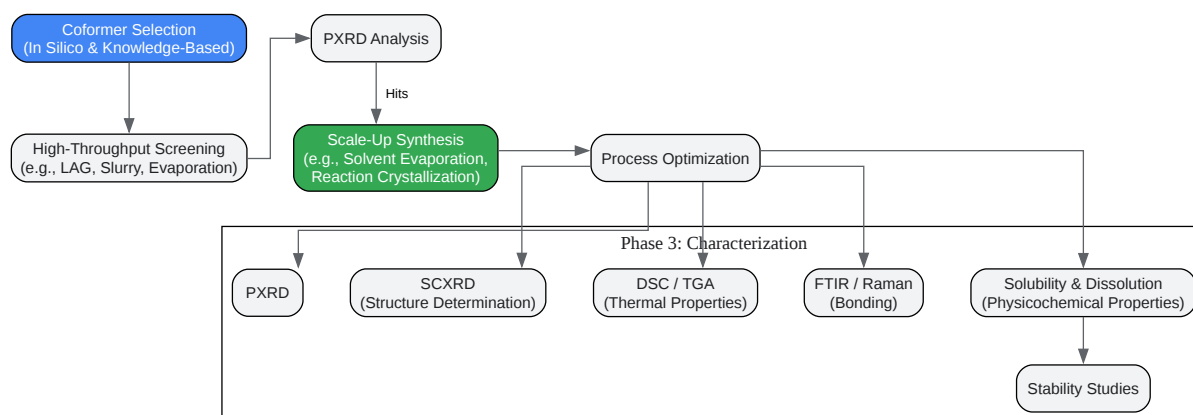 Coformer Selection
(In Silico & Knowledge-Based)
PXRD Analysis
Hits
High-Throughput Screening
(e.g., LAG, Slurry, Evaporation)
Scale-Up Synthesis
(e.g., Solvent Evaporation,
Reaction Crystallization)
Process Optimization
Phase 3: Characterization
PXRD
SCXRD
(Structure Determination)
DSC / TGA
(Thermal Properties)
FTIR / Raman
(Bonding)
Solubility & Dissolution
(Physicochemical Properties)
Stability Studies